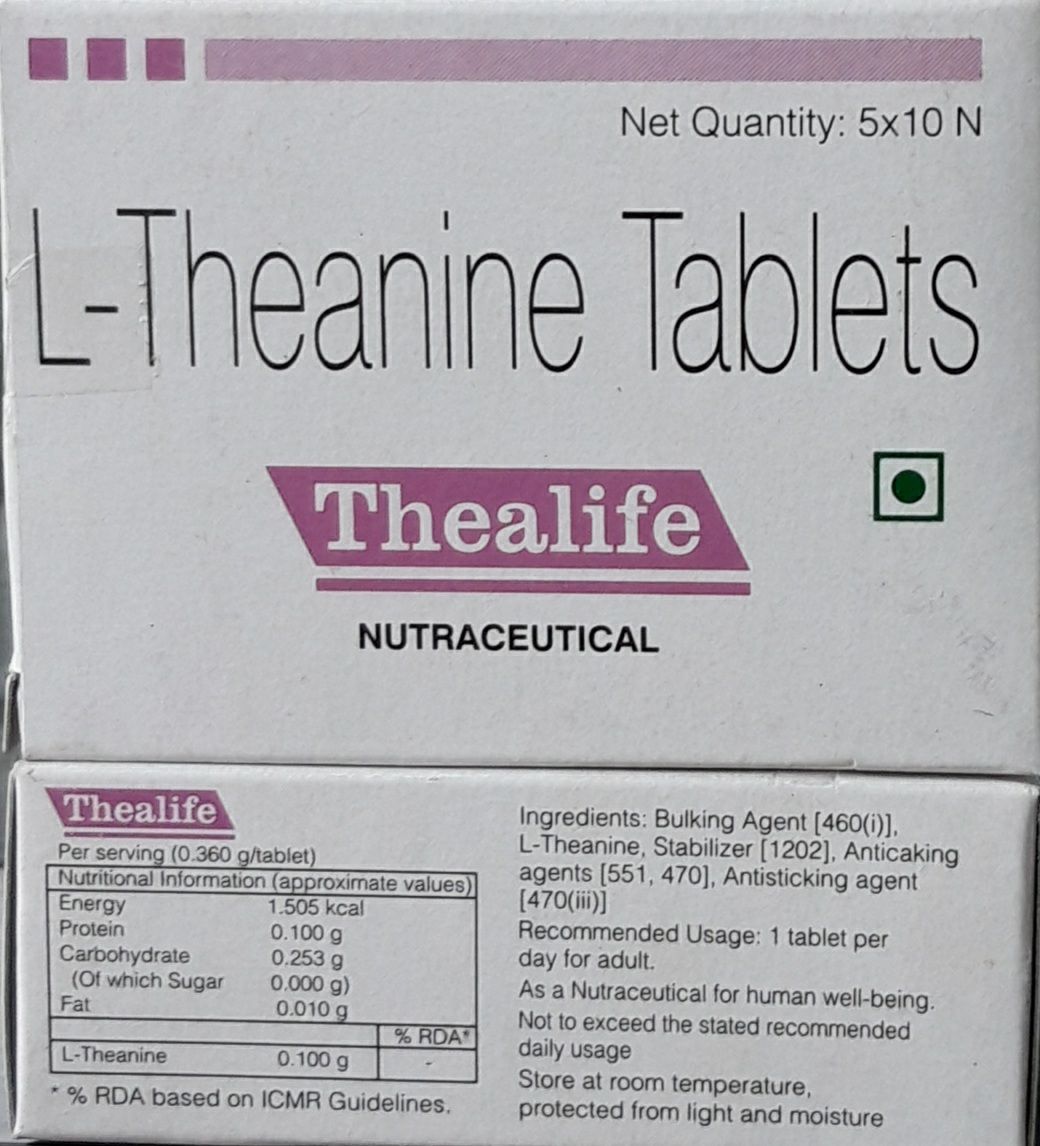 Net Quantity: 5x10 N
L-Theanine Tablets
Thealife
NUTRACEUTICAL
Thealife
Per serving (0.360 g/tablet)
Nutritional Information (approximate values)
Energy 1.505 kcal
Protein 0.100 g
Carbohydrate 0.253 g
(Of which Sugar 0.000 g)
Fat 0.010 g
% RDA*
L-Theanine 0.100 g -
* % RDA based on ICMR Guidelines.
Ingredients: Bulking Agent [460(i)],
L-Theanine, Stabilizer [1202], Anticaking
agents [551, 470], Antisticking agent
[470(iii)]
Recommended Usage: 1 tablet per
day for adult.
As a Nutraceutical for human well-being.
Not to exceed the stated recommended
daily usage
Store at room temperature,
protected from light and moisture